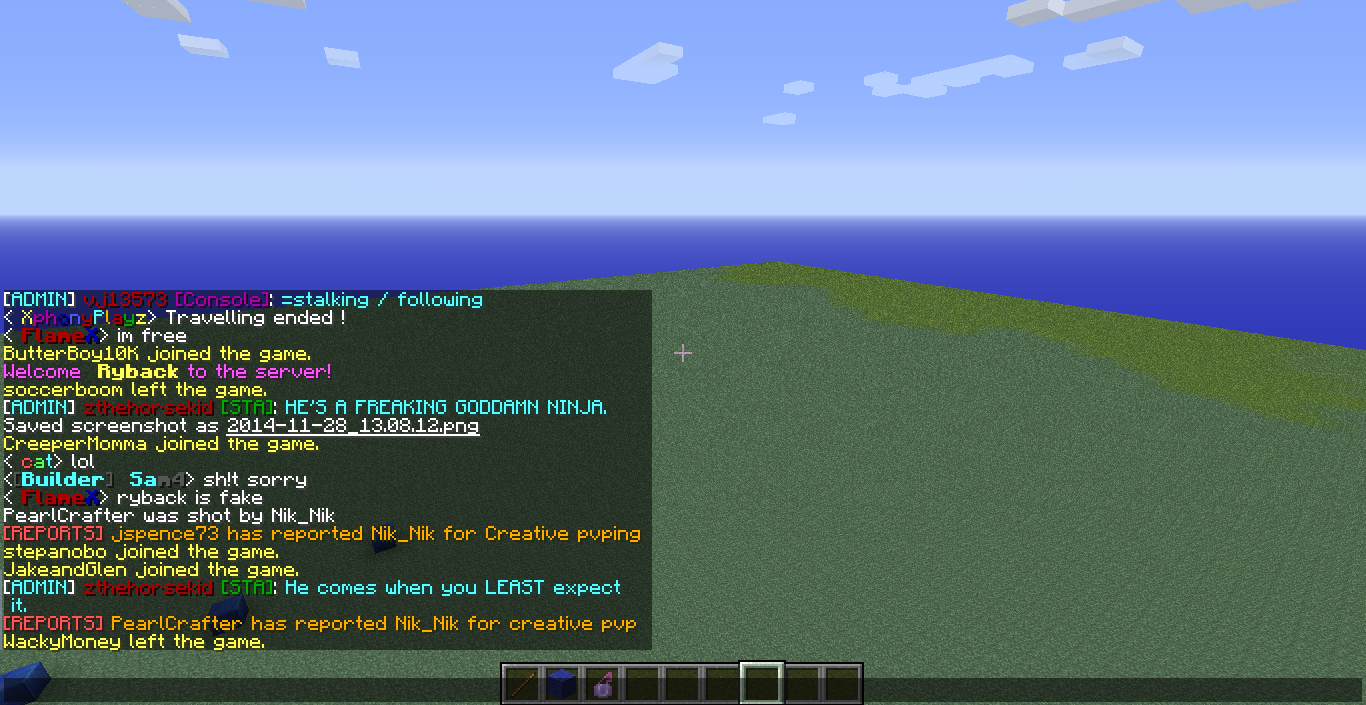 [ADMIN] vj13573 [Console]: =stalking / following
< XphonyPlayz> Travelling ended !
< FlameX> im free
ButterBoy10K joined the game.
Welcome Ryback to the server!
soccerboom left the game.
[ADMIN] zthehorsekid [STA]: HE'S A FREAKING GODDAMN NINJA.
Saved screenshot as 2014-11-28_13.08.12.png
CreeperMomma joined the game.
< cat> lol
<[Builder] Sam4> sh!t sorry
< FlameX> ryback is fake
PearlCrafter was shot by Nik_Nik
[REPORTS] jspence73 has reported Nik_Nik for Creative pvping
stepanobo joined the game.
JakeandGlen joined the game.
[ADMIN] zthehorsekid [STA]: He comes when you LEAST expect
it.
[REPORTS] PearlCrafter has reported Nik_Nik for creative pvp
WackyMoney left the game.